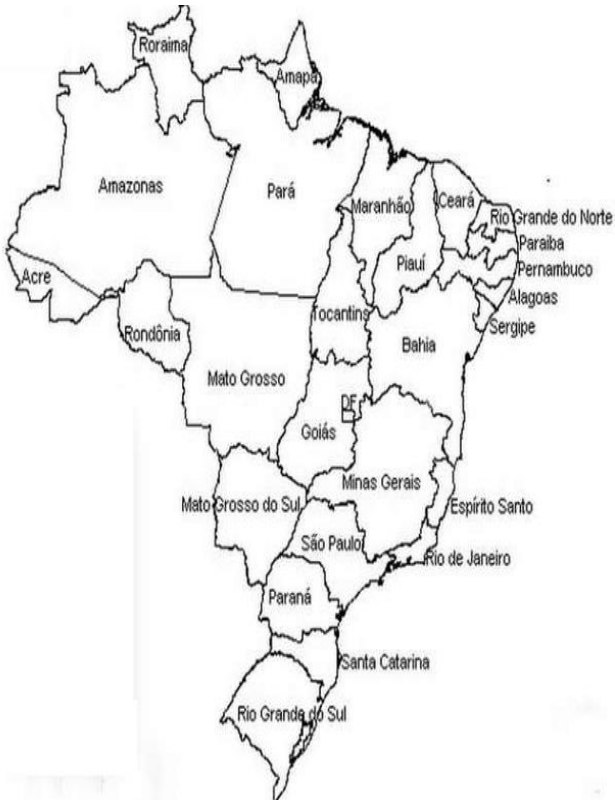 Roraima
Amapá
Amazonas
Pará
Maranhão
Ceará
Rio Grande do Norte
Paraiba
Pernambuco
Alagoas
Sergipe
Piauí
Acre
Rondônia
Tocantins
Bahia
Mato Grosso
DF
Goiás
Minas Gerais
Espírito Santo
Mato Grosso do Sul
São Paulo
Rio de Janeiro
Paraná
Santa Catarina
Rio Grande do Sul